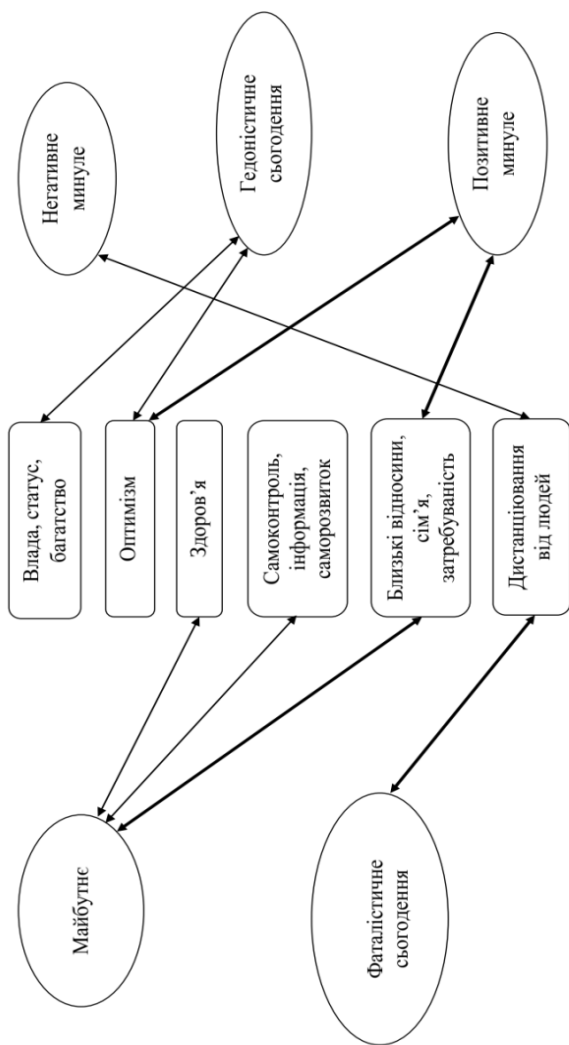 Майбутнє
Фаталістичне
сьогодення
Влада, статус,
багатство
Оптимізм
Здоров’я
Самоконтроль,
інформація,
саморозвиток
Близькі відносини,
сім’я,
затребуваність
Дистанціювання
від людей
Негативне
минуле
Гедоністичне
сьогодення
Позитивне
минуле